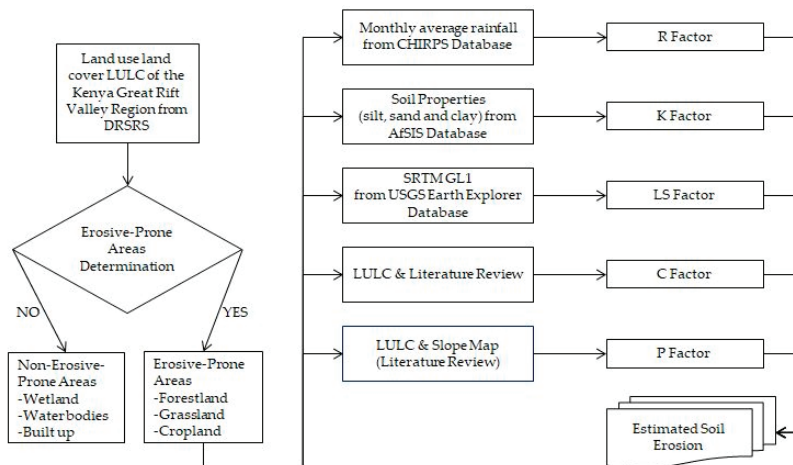 Land use land
cover LULC of the
Kenya Great Rift
Valley Region from
DRSRS
Erosive-Prone
Areas
Determination
NO
YES
Non-Erosive-
Prone Areas
-Wetland
-Waterbodies
-Built up
Erosive-Prone
Areas
-Forestland
-Grassland
-Cropland
Monthly average rainfall
from CHIRPS Database
R Factor
Soil Properties
(silt, sand and clay) from
AfSIS Database
K Factor
SRTM GL1
from USGS Earth Explorer
Database
LS Factor
LULC & Literature Review
C Factor
LULC & Slope Map
(Literature Review)
P Factor
Estimated Soil
Erosion